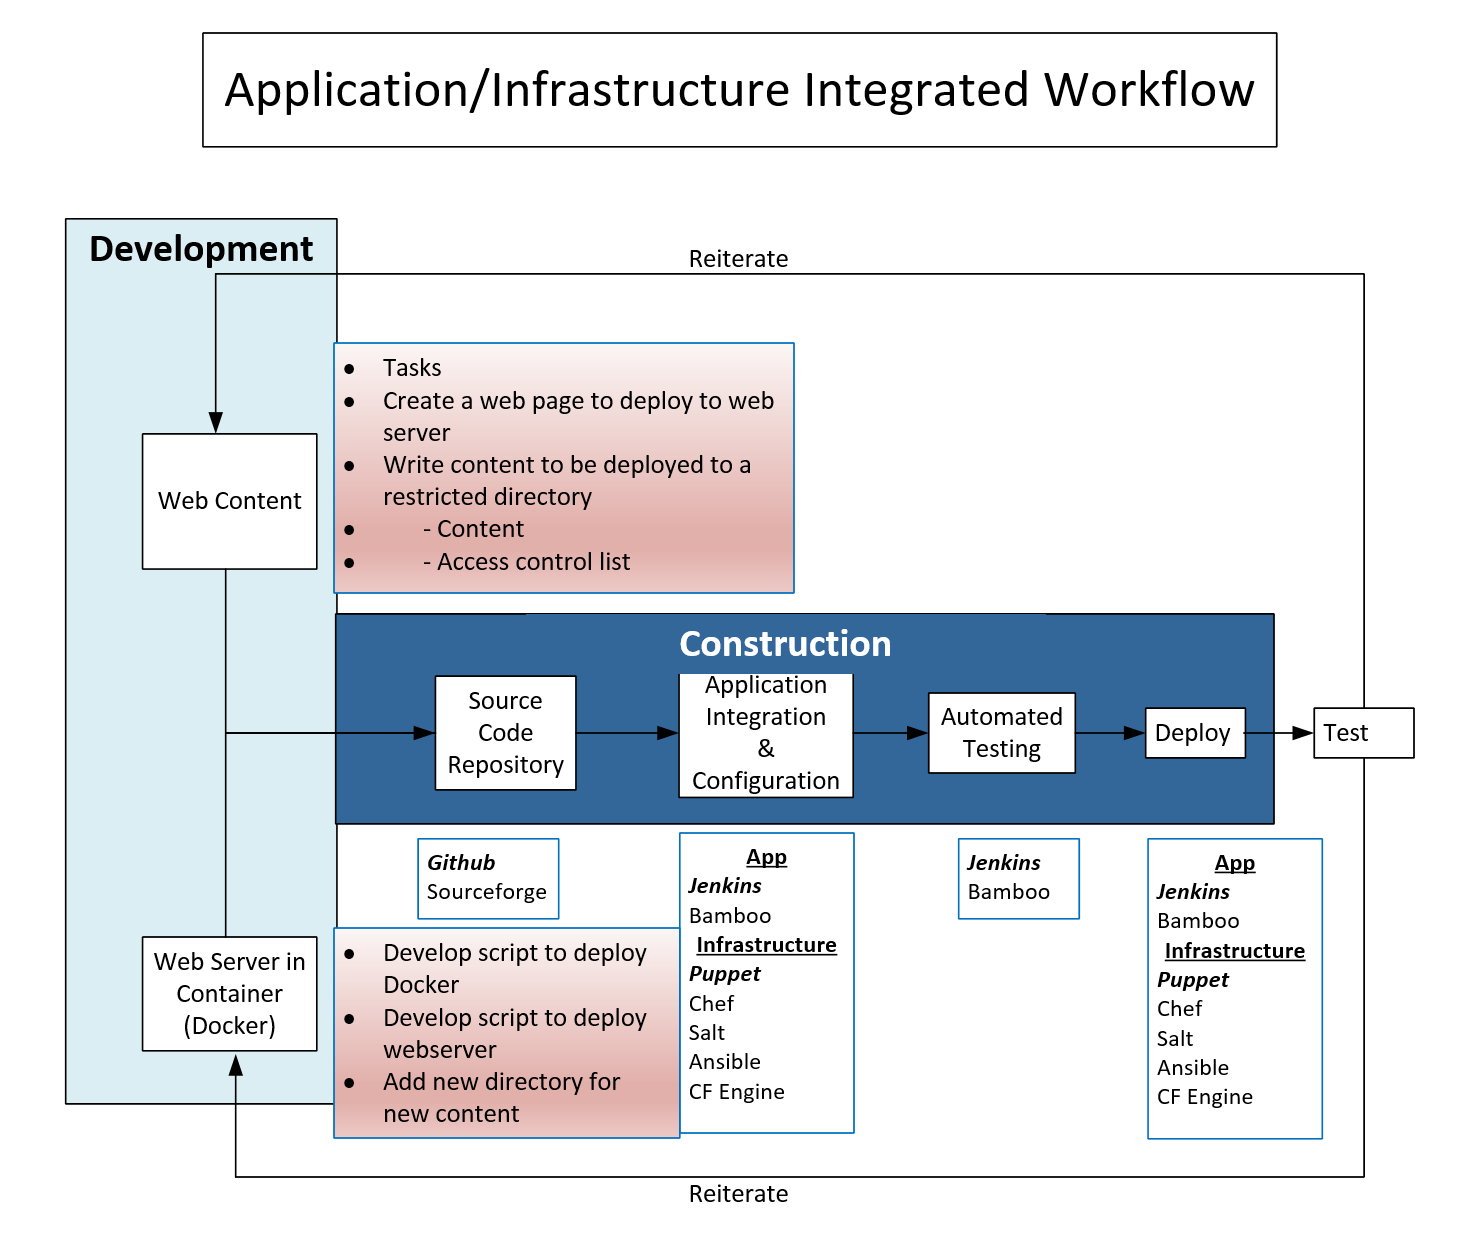 Application/Infrastructure Integrated Workflow
Development
Reiterate
● Tasks
● Create a web page to deploy to web
server
● Write content to be deployed to a
restricted directory
● - Content
● - Access control list
Web Content
Construction
Source
Code
Repository
Application
Integration
&
Configuration
Automated
Testing
Deploy
Test
Github
Sourceforge
App
Jenkins
Bamboo
Infrastructure
Puppet
Chef
Salt
Ansible
CF Engine
Jenkins
Bamboo
App
Jenkins
Bamboo
Infrastructure
Puppet
Chef
Salt
Ansible
CF Engine
Web Server in
Container
(Docker)
● Develop script to deploy
Docker
● Develop script to deploy
webserver
● Add new directory for
new content
Reiterate